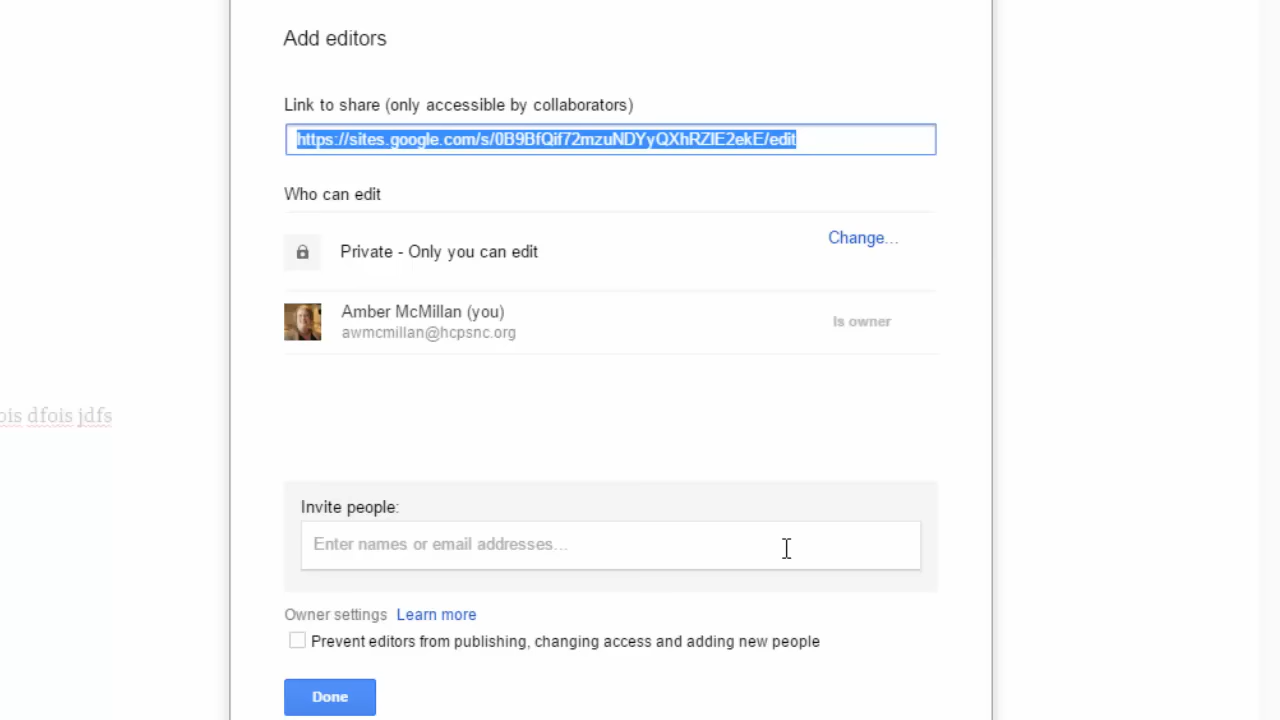 Add editors
Link to share (only accessible by collaborators)
https://sites.google.com/s/0B9BfQif72mzuNDYyQXhRZlE2ekE/edit
Who can edit
Private - Only you can edit
Change...
Amber McMillan (you)
awmcmillan@hcpsnc.org
Is owner
ois dfois jdfs
Invite people:
Enter names or email addresses...
Owner settings Learn more
Prevent editors from publishing, changing access and adding new people
Done